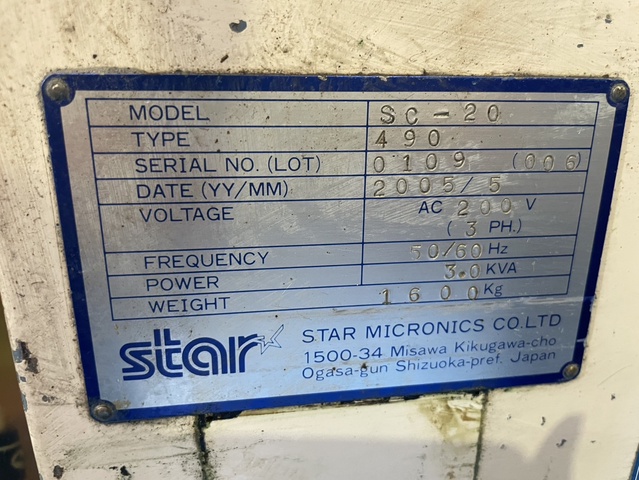 MODEL SC-20
TYPE 490
SERIAL NO. (LOT) 0109 (006)
DATE (YY/MM) 2005/5
VOLTAGE AC 200 V
(3 PH.)
FREQUENCY 50/60 Hz
POWER 3.0 KVA
WEIGHT 1600 Kg
star
STAR MICRONICS CO.LTD
1500-34 Misawa Kikugawa-cho
Ogasa-gun Shizuoka-pref. Japan